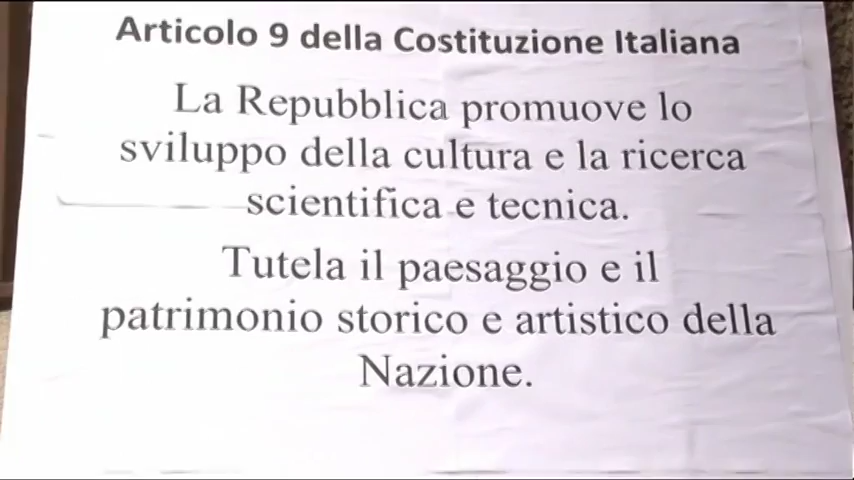 Articolo 9 della Costituzione Italiana
La Repubblica promuove lo
sviluppo della cultura e la ricerca
scientifica e tecnica.
Tutela il paesaggio e il
patrimonio storico e artistico della
Nazione.